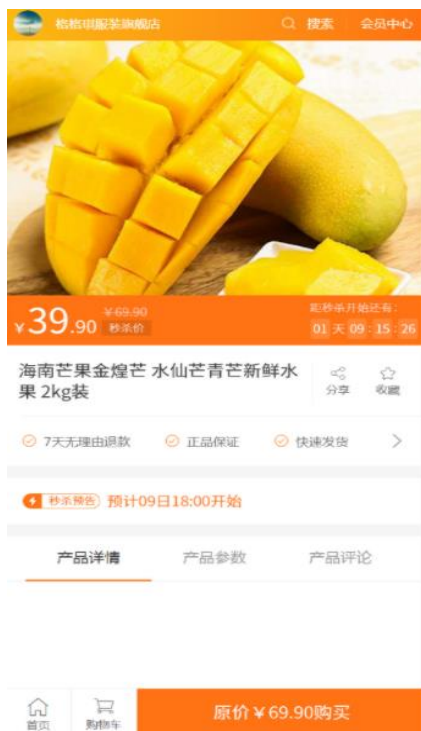 格格琪服装旗舰店
搜索
会员中心
¥39.90
¥69.90
秒杀价
距秒杀开始还有:
01 天 09 : 15 : 26
海南芒果金煌芒 水仙芒青芒新鲜水
果 2kg装
分享
收藏
7天无理由退款
正品保证
快速发货
秒杀预告
预计09日18:00开始
产品详情
产品参数
产品评论
首页
购物车
原价¥69.90购买